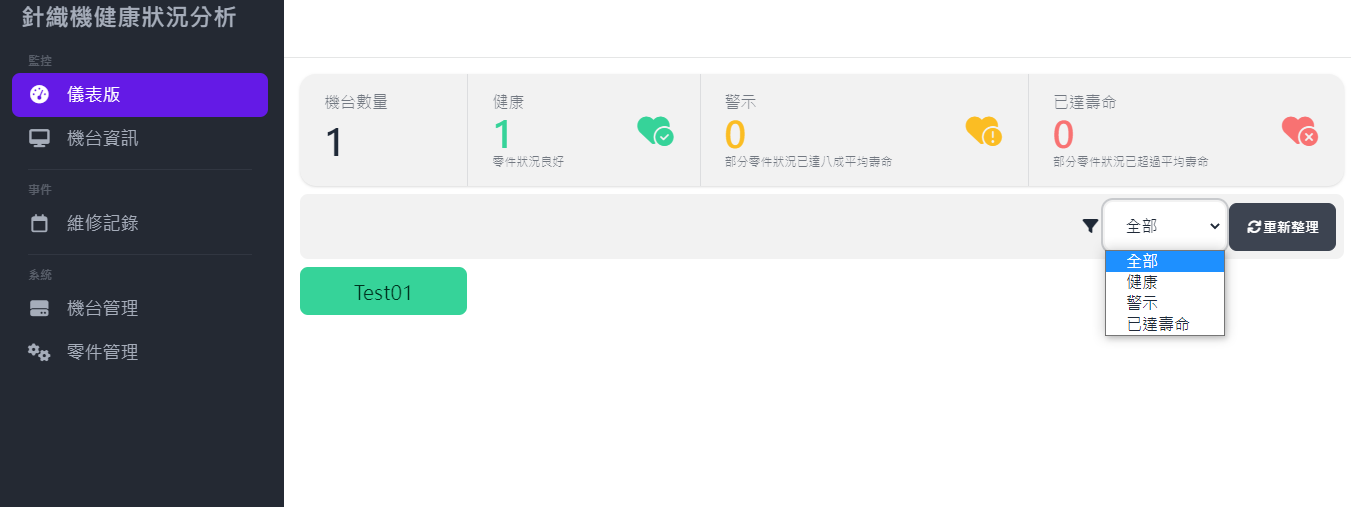 針織機健康狀況分析
監控
儀表版
機台資訊
事件
維修記錄
系統
機台管理
零件管理
機台數量
1
健康
1
零件狀況良好
警示
0
部分零件狀況已達八成平均壽命
已達壽命
0
部分零件狀況已超過平均壽命
全部
重新整理
全部
健康
警示
已達壽命
Test01